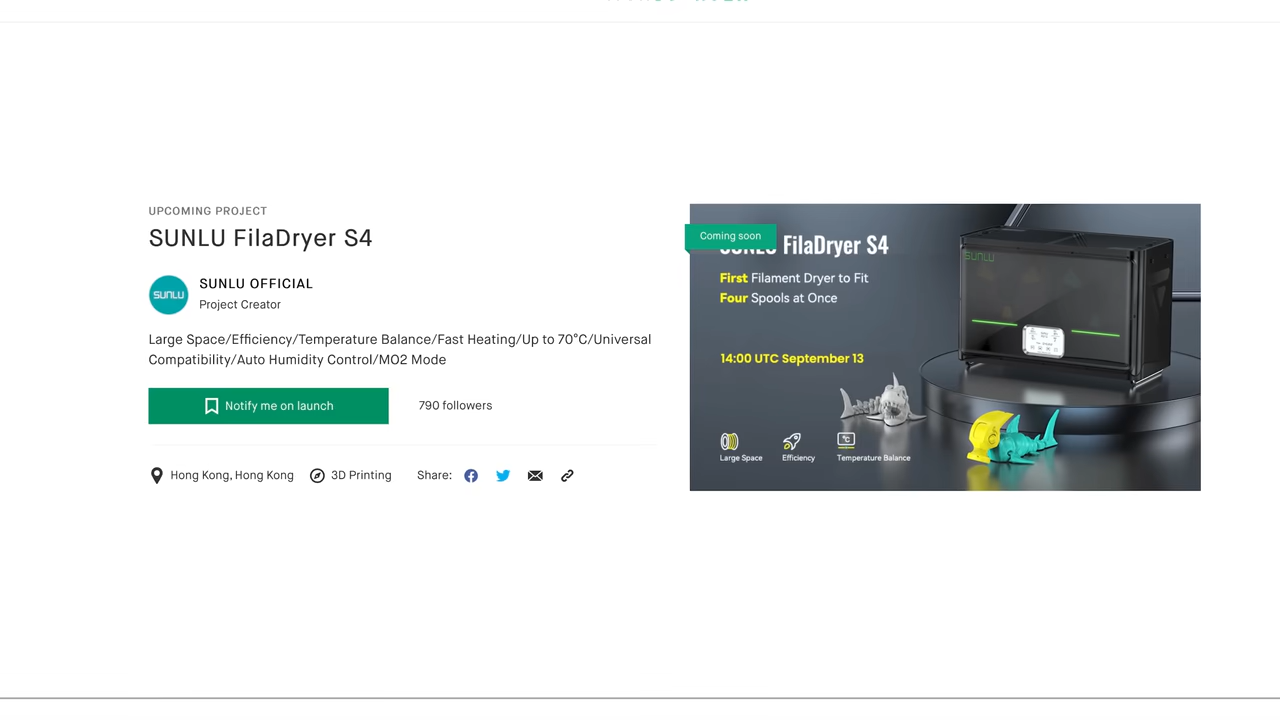 UPCOMING PROJECT
SUNLU FilaDryer S4
SUNLU
SUNLU OFFICIAL
Project Creator
Large Space/Efficiency/Temperature Balance/Fast Heating/Up to 70°C/Universal
Compatibility/Auto Humidity Control/MO2 Mode
Notify me on launch
790 followers
Hong Kong, Hong Kong
3D Printing
Share:
Coming soon
SUNLU FilaDryer S4
First Filament Dryer to Fit
Four Spools at Once
14:00 UTC September 13
°C
Large Space
Efficiency
Temperature Balance
SUNLU